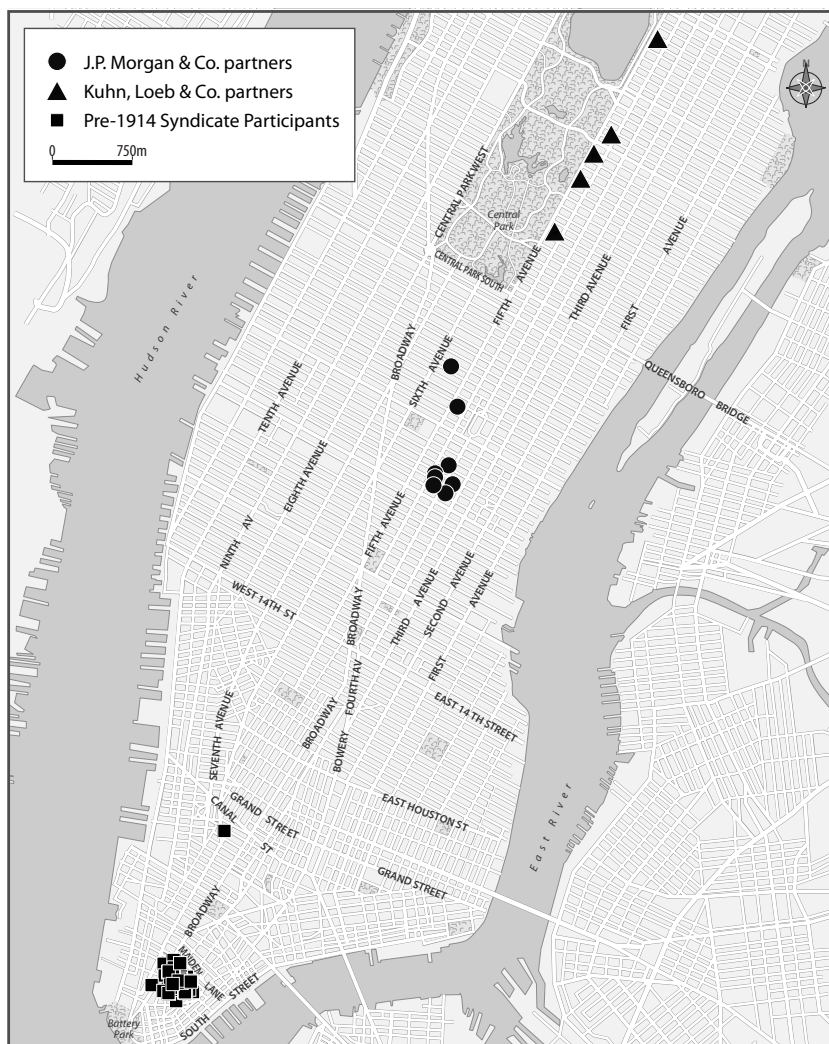 J.P. Morgan & Co. partners
Kuhn, Loeb & Co. partners
Pre-1914 Syndicate Participants
0 750m
N
CENTRAL PARK WEST
Central
Park
CENTRAL PARK SOUTH
FIFTH AVENUE
THIRD AVENUE
FIRST AVENUE
Hudson River
BROADWAY
SIXTH AVENUE
QUEENSBORO BRIDGE
TENTH AVENUE
EIGHTH AVENUE
NINTH AV
FIFTH AVENUE
WEST 14TH ST
BROADWAY
THIRD AVENUE
SECOND AVENUE
FIRST AVENUE
FOURTH AV
EAST 14TH STREET
SEVENTH AVENUE
BROADWAY
BOWERY
EAST HOUSTON ST
East River
GRAND STREET
CANAL ST
GRAND STREET
BROADWAY
MAIDEN LANE
SOUTH STREET
Battery
Park